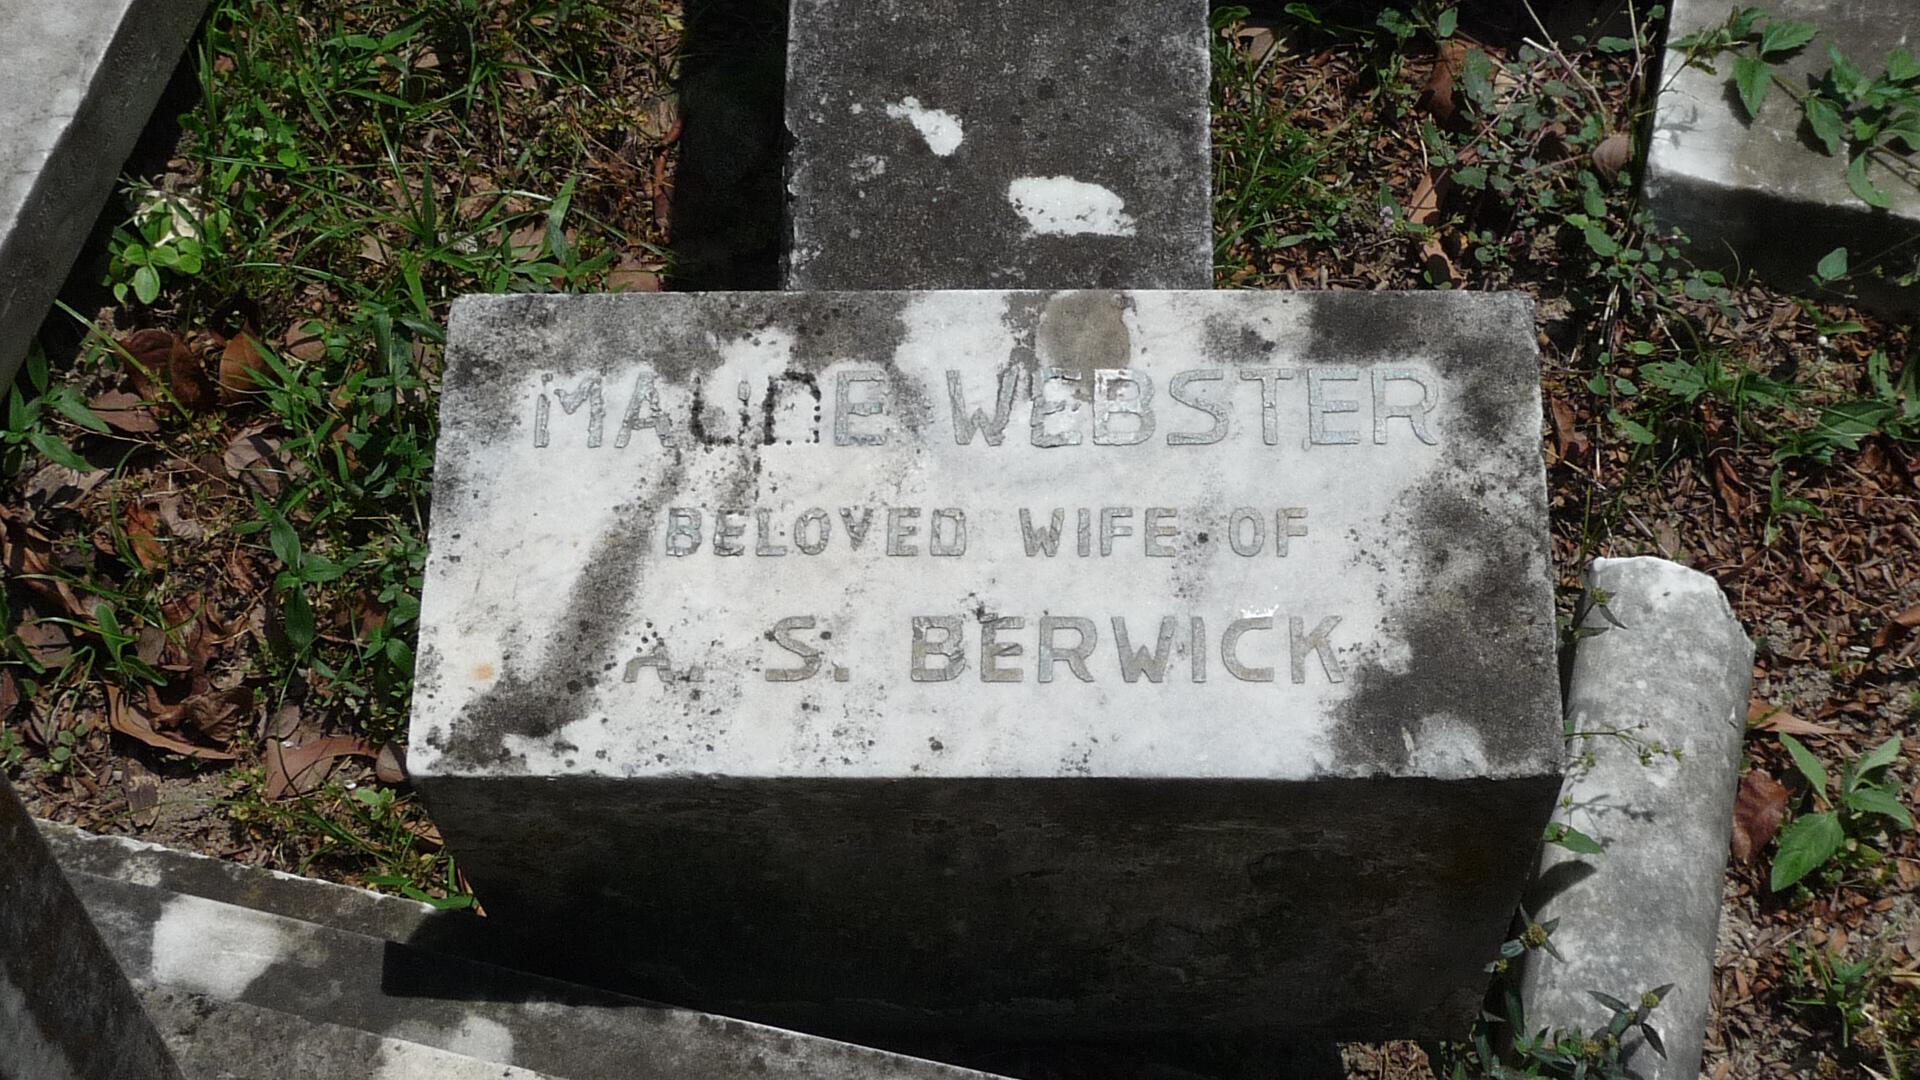 MAUDE WEBSTER
BELOVED WIFE OF
A. S. BERWICK